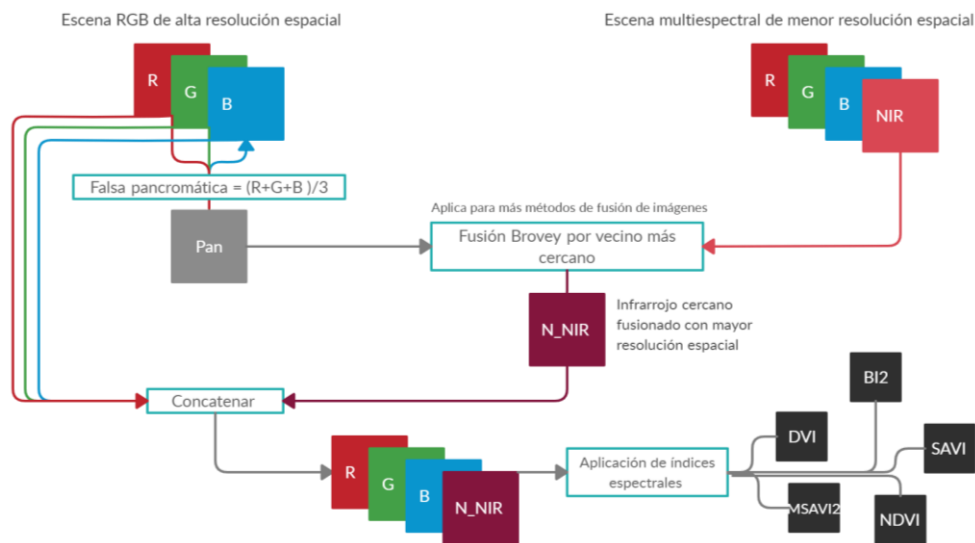 Escena RGB de alta resolución espacial
Escena multiespectral de menor resolución espacial
R
G
B
R
G
B
NIR
Falsa pancromática = (R+G+B )/3
Pan
Aplica para más métodos de fusión de imágenes
Fusión Brovey por vecino más
cercano
N_NIR
Infrarrojo cercano
fusionado con mayor
resolución espacial
Concatenar
R
G
B
N_NIR
Aplicación de índices
espectrales
BI2
DVI
SAVI
MSAVI2
NDVI